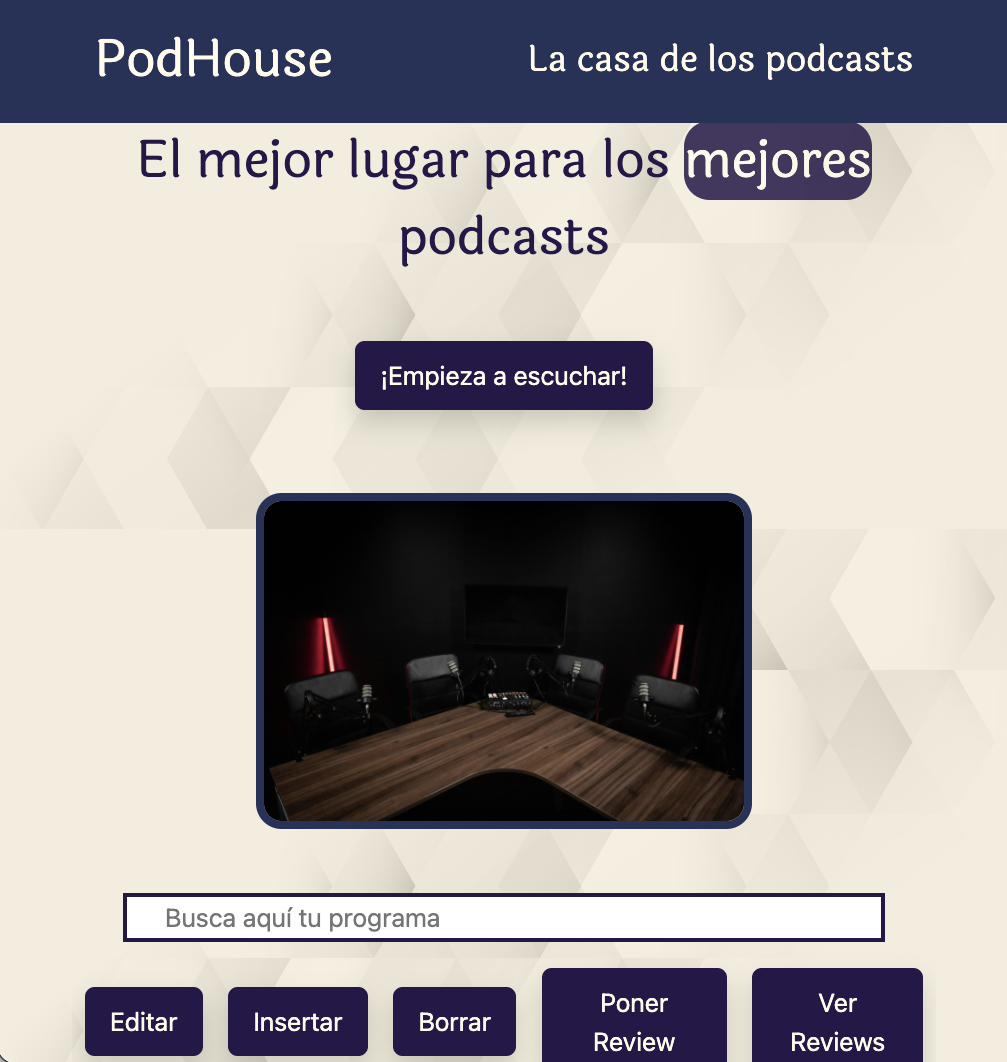 PodHouse
La casa de los podcasts
El mejor lugar para los mejores
podcasts
¡Empieza a escuchar!
Busca aquí tu programa
Editar
Insertar
Borrar
Poner
Review
Ver
Reviews